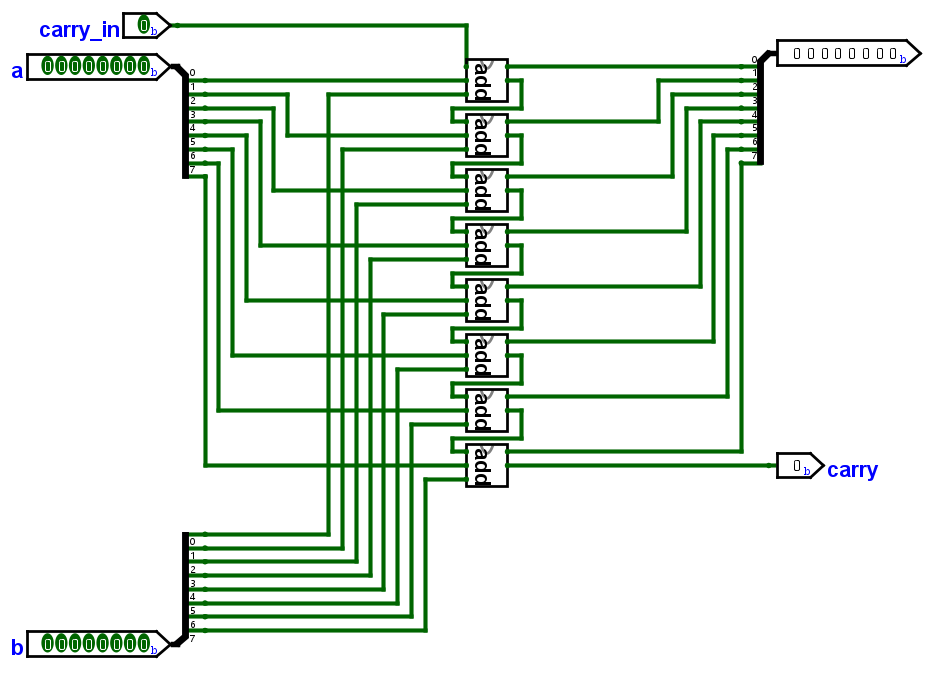 carry_in 0b
a 00000000b
0
1
2
3
4
5
6
7
add
add
add
add
add
add
add
add
00000000b
0
1
2
3
4
5
6
7
0b carry
0
1
2
3
4
5
6
7
b 00000000b